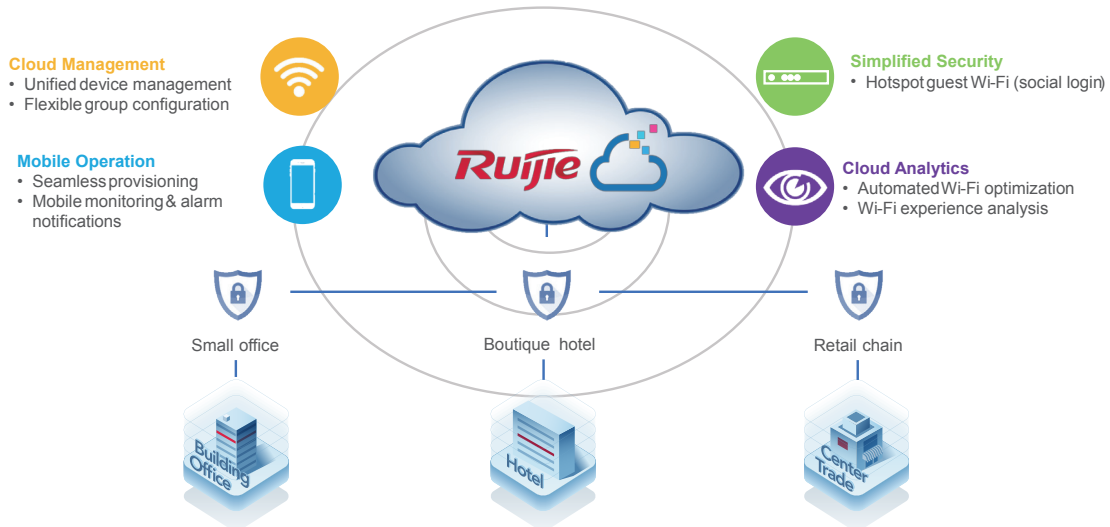 Cloud Management
• Unified device management
• Flexible group configuration
Mobile Operation
• Seamless provisioning
• Mobile monitoring & alarm
notifications
Ruijie
Simplified Security
• Hotspot guest Wi-Fi (social login)
Cloud Analytics
• Automated Wi-Fi optimization
• Wi-Fi experience analysis
Small office
Boutique hotel
Retail chain
Building
Office
Hotel
Center
Trade